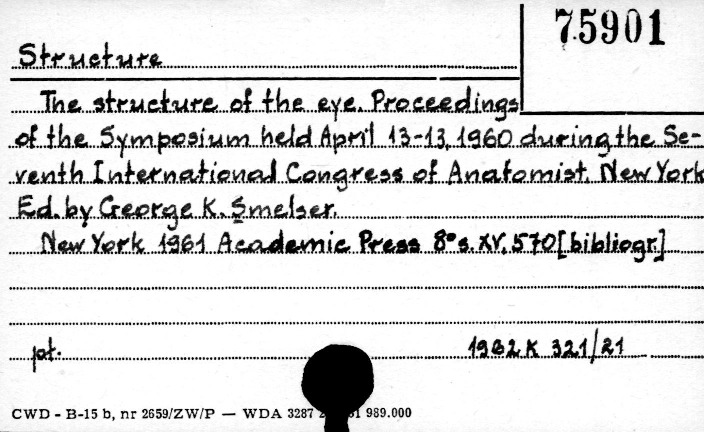 75901
Structure
The structure of the eye. Proceedings
of the Symposium held April 13-13, 1960 during the Se-
venth International Congress of Anatomist. New York
Ed. by George K. Smelser.
New York 1961 Academic Press 8° s. XV, 570 [bibliogr.]
pt. 1962 K 321/21
CWD - B-15 b, nr 2659/ZW/P — WDA 3287 989.000